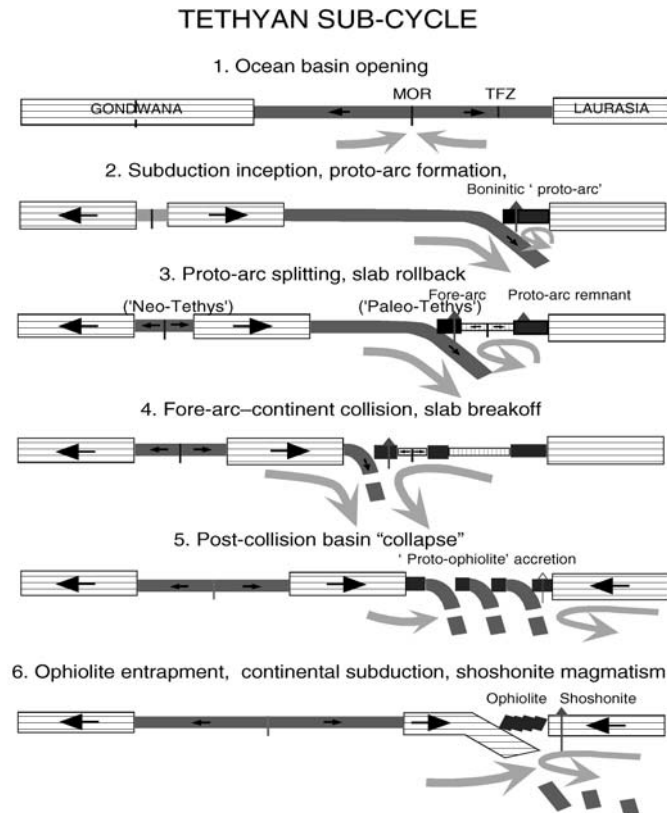 TETHYAN SUB-CYCLE
1. Ocean basin opening
MOR TFZ
GONDWANA LAURASIA
2. Subduction inception, proto-arc formation,
Boninitic ‘ proto-arc’
3. Proto-arc splitting, slab rollback
('Neo-Tethys') ('Paleo-Tethys') Fore-arc Proto-arc remnant
4. Fore-arc–continent collision, slab breakoff
5. Post-collision basin “collapse”
‘ Proto-ophiolite’ accretion
6. Ophiolite entrapment, continental subduction, shoshonite magmatism
Ophiolite Shoshonite